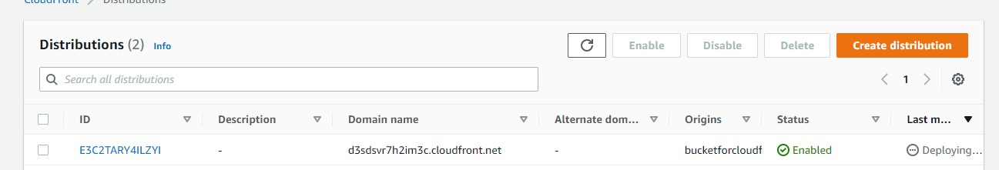 CloudFront > Distributions
Distributions (2) Info
Enable Disable Delete Create distribution
Search all distributions
1
ID Description Domain name Alternate dom... Origins Status Last m...
E3C2TARY4ILZYI - d3sdsvr7h2im3c.cloudfront.net - bucketforcloudf Enabled Deploying...